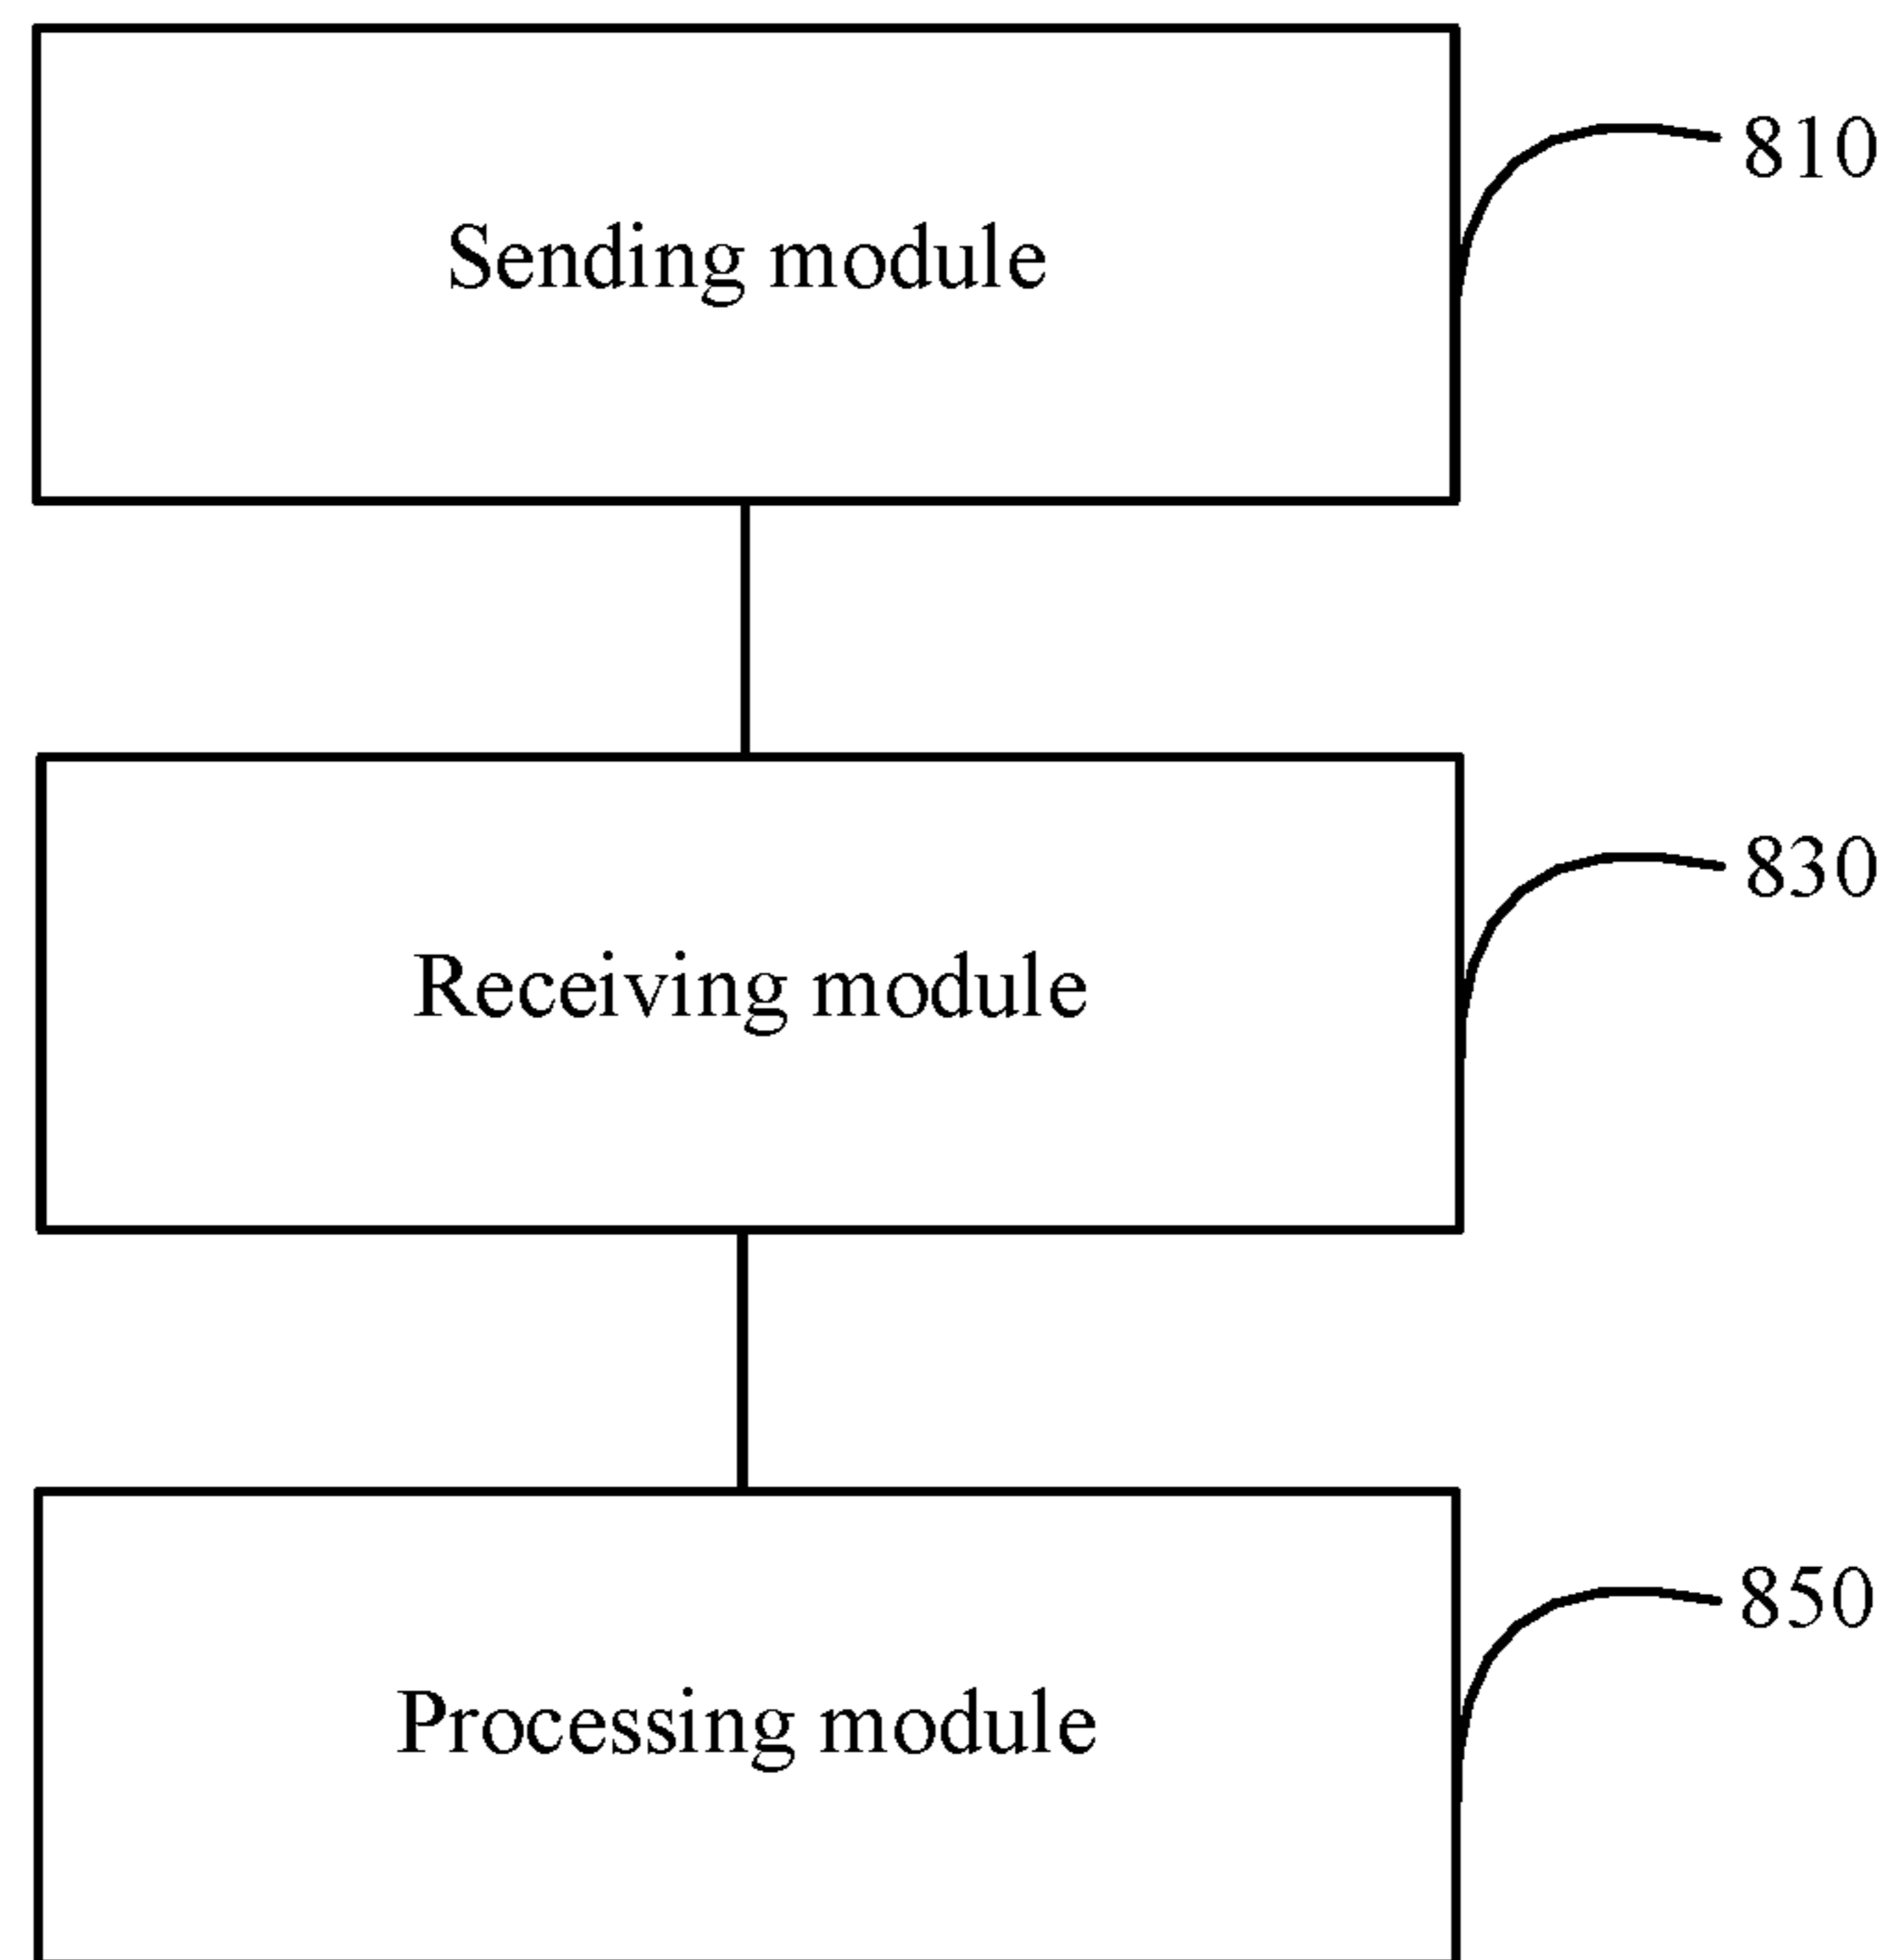 810
Sending module
830
Receiving module
850
Processing module